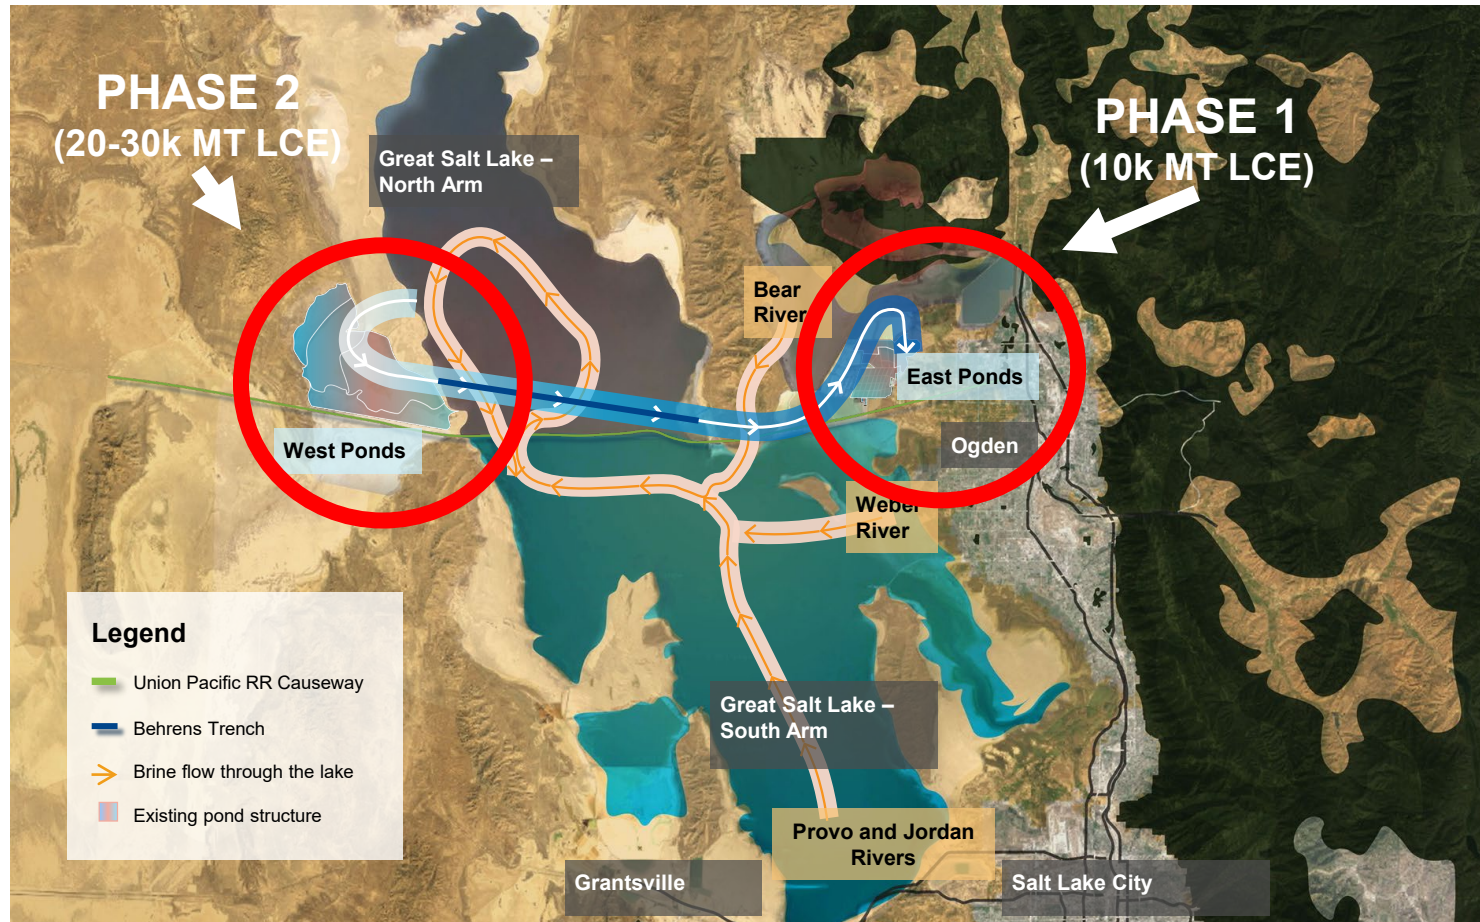 PHASE 2
(20-30k MT LCE)
PHASE 1
(10k MT LCE)
Great Salt Lake –
North Arm
Bear
River
East Ponds
West Ponds
Ogden
Weber
River
Legend
Union Pacific RR Causeway
Behrens Trench
Brine flow through the lake
Existing pond structure
Great Salt Lake –
South Arm
Provo and Jordan
Rivers
Grantsville
Salt Lake City